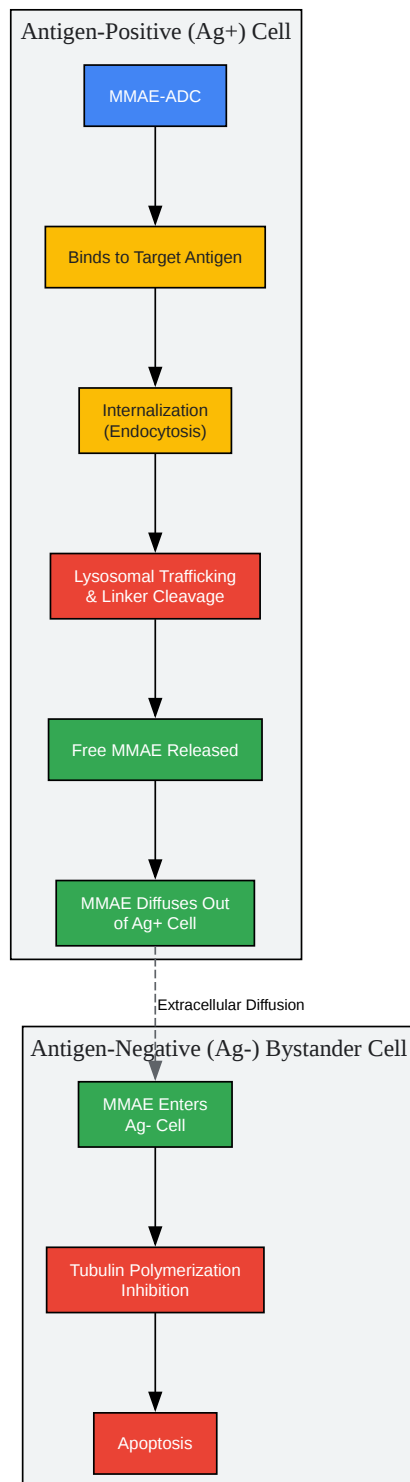 Antigen-Positive (Ag+) Cell
MMAE-ADC
Binds to Target Antigen
Internalization
(Endocytosis)
Lysosomal Trafficking
& Linker Cleavage
Free MMAE Released
MMAE Diffuses Out
of Ag+ Cell
Extracellular Diffusion
Antigen-Negative (Ag-) Bystander Cell
MMAE Enters
Ag- Cell
Tubulin Polymerization
Inhibition
Apoptosis